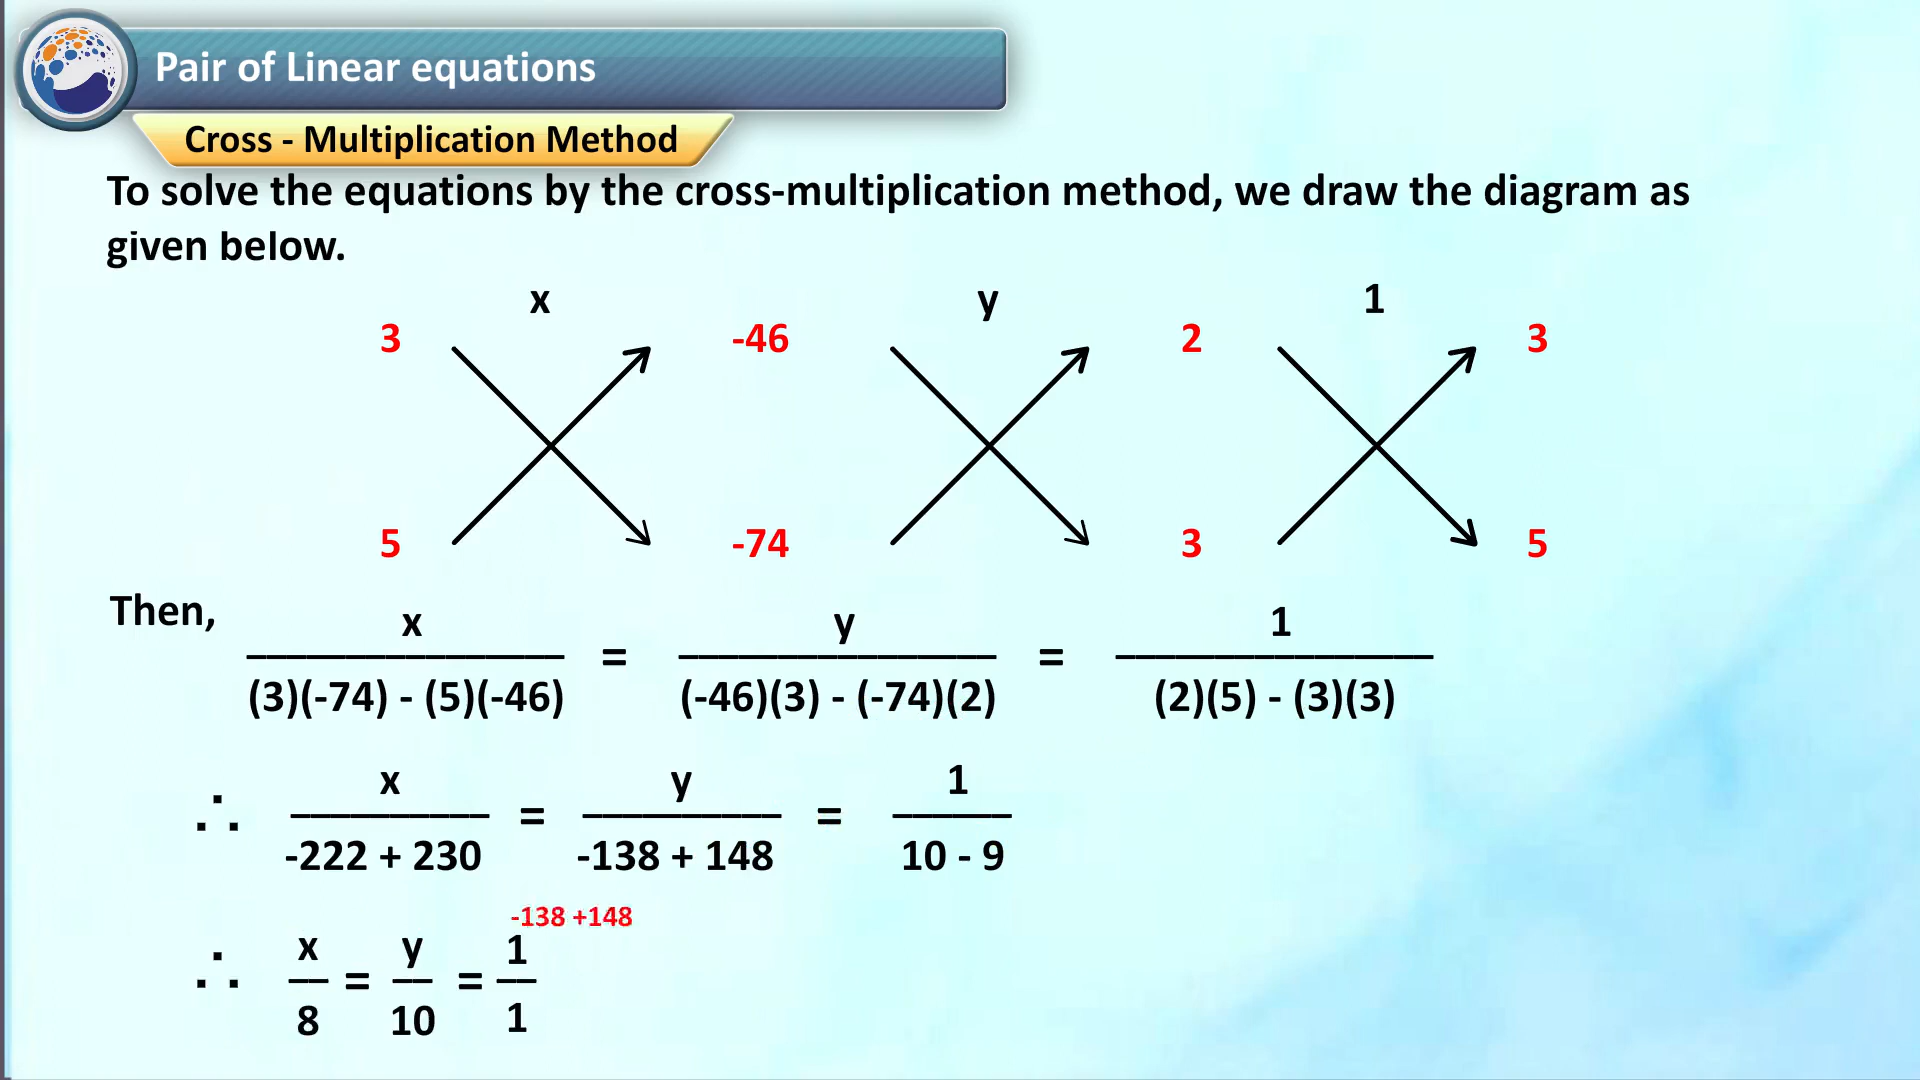 Pair of Linear equations
Cross - Multiplication Method
To solve the equations by the cross-multiplication method, we draw the diagram as
given below.
x y 1
3 -46 2 3
5 -74 3 5
Then,
x y 1
= =
(3)(-74) - (5)(-46) (-46)(3) - (-74)(2) (2)(5) - (3)(3)
x y 1
∴ = =
-222 + 230 -138 + 148 10 - 9
-138 +148
x y 1
∴ = =
8 10 1